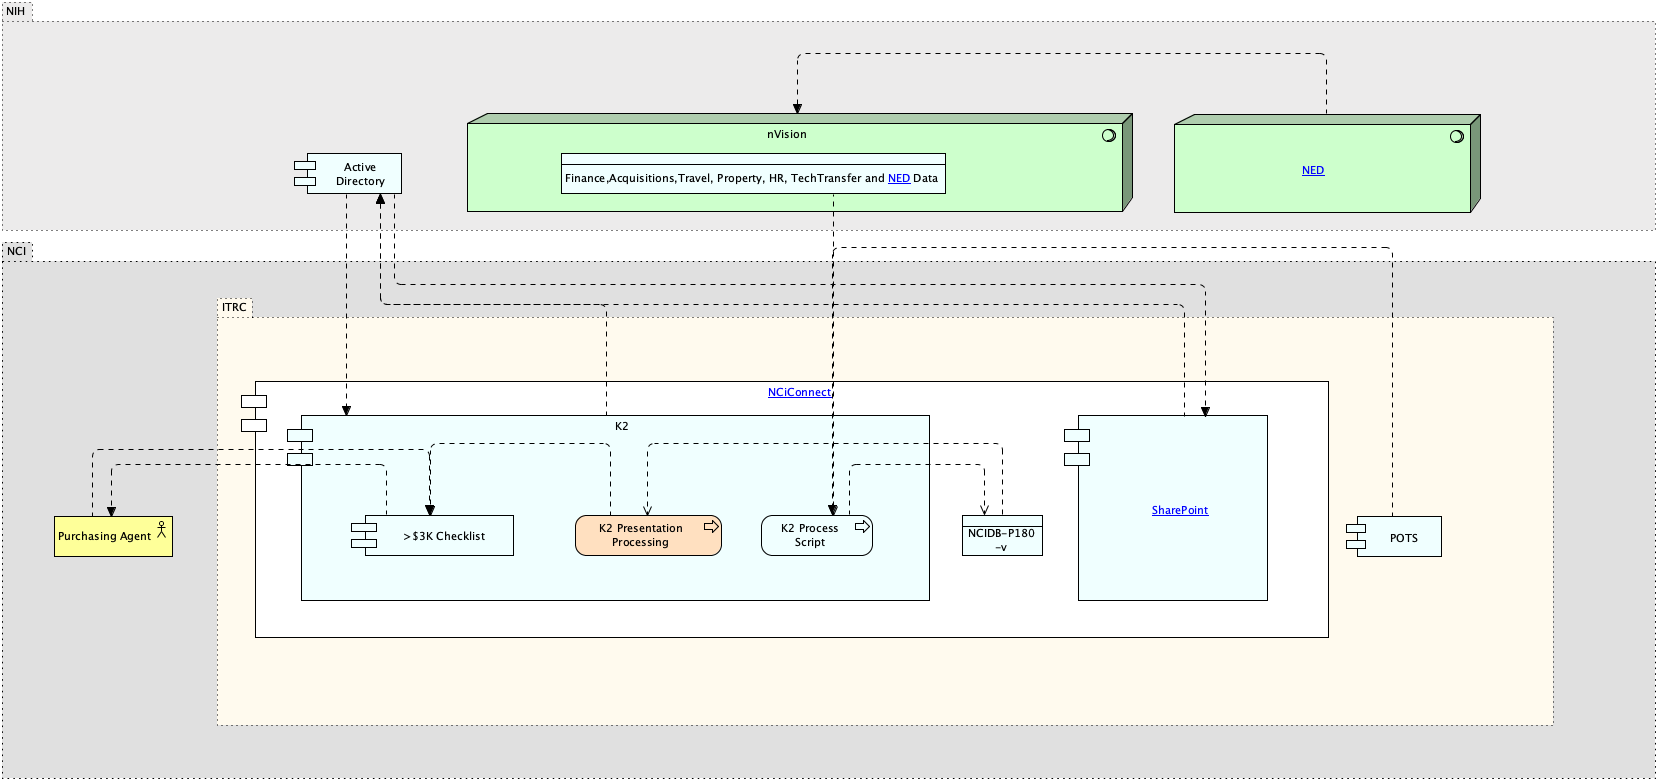 NIH
nVision
Active
Directory
Finance,Acquisitions,Travel, Property, HR, TechTransfer and NED Data
NED
NCI
ITRC
NCiConnect
K2
Purchasing Agent
>$3K Checklist
K2 Presentation
Processing
K2 Process
Script
NCIDB-P180
-v
SharePoint
POTS